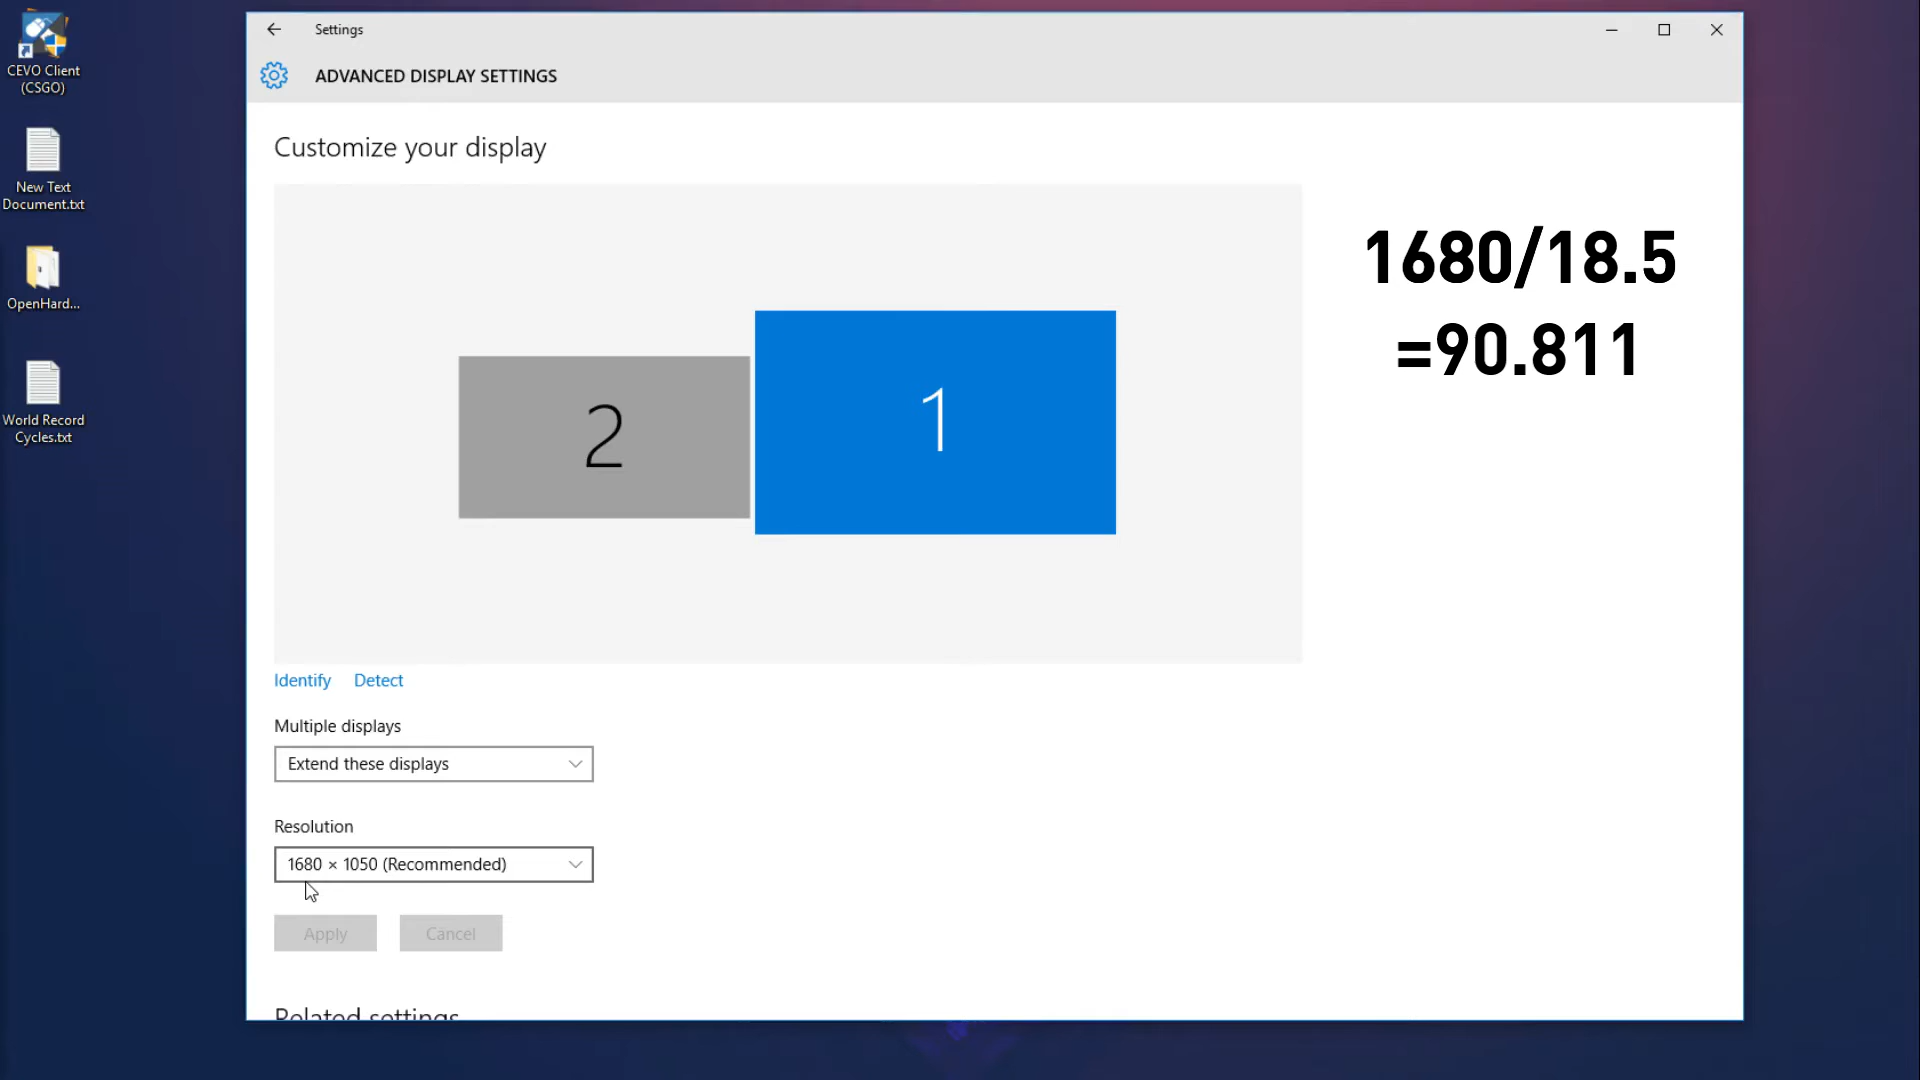 CEVO Client
(CSGO)
New Text
Document.txt
OpenHard...
World Record
Cycles.txt
Settings
ADVANCED DISPLAY SETTINGS
Customize your display
2
1
1680/18.5
=90.811
Identify Detect
Multiple displays
Extend these displays
Resolution
1680 × 1050 (Recommended)
Apply Cancel
Related settings